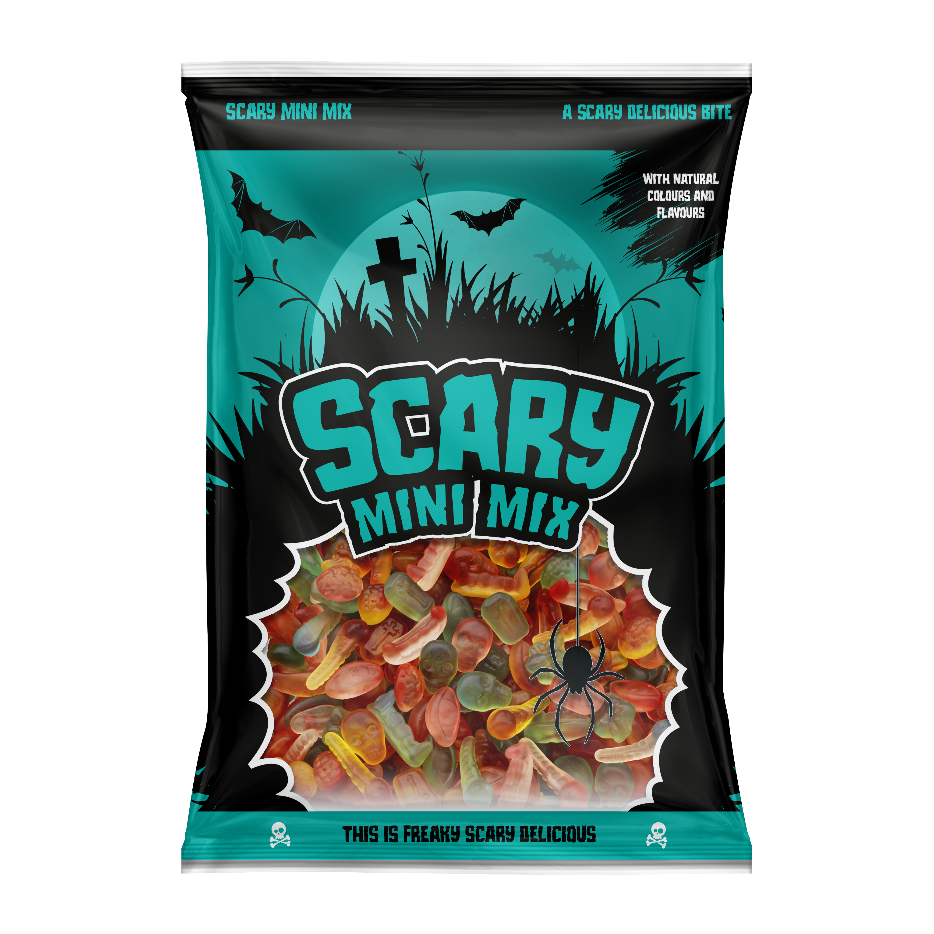 SCARY MINI MIX
A SCARY DELICIOUS BITE
WITH NATURAL
COLOURS AND
FLAVOURS
SCARY
MINI MIX
THIS IS FREAKY SCARY DELICIOUS